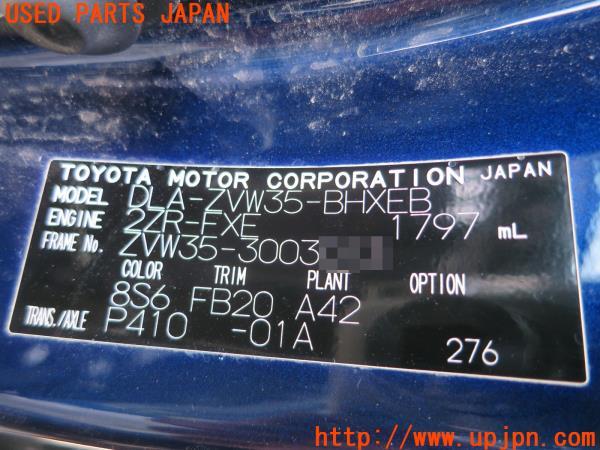 USED PARTS JAPAN
TOYOTA MOTOR CORPORATION JAPAN
MODEL DLA-ZVW35-BHXEB
ENGINE 2ZR-FXE 1797 mL
FRAME No. ZVW35-3003
COLOR TRIM PLANT OPTION
8S6 FB20 A42
TRANS./AXLE P410 -01A
276
http://www.upjpn.com/